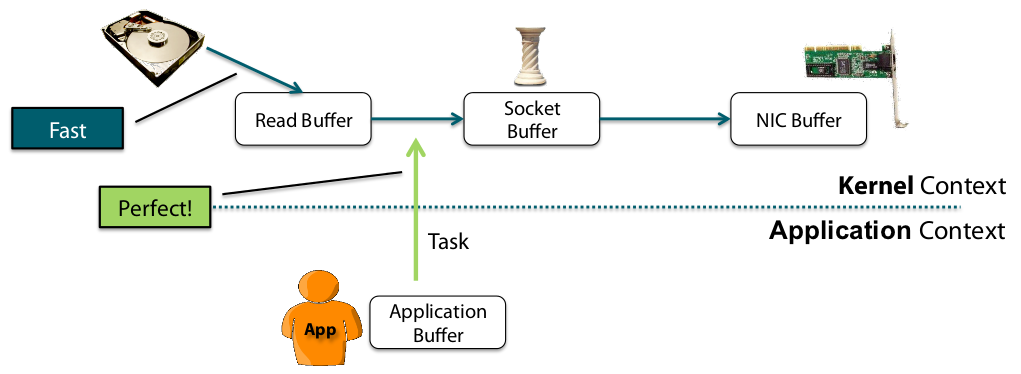 Fast
Read Buffer
Socket
Buffer
NIC Buffer
Perfect!
Kernel Context
Application Context
Task
App
Application
Buffer